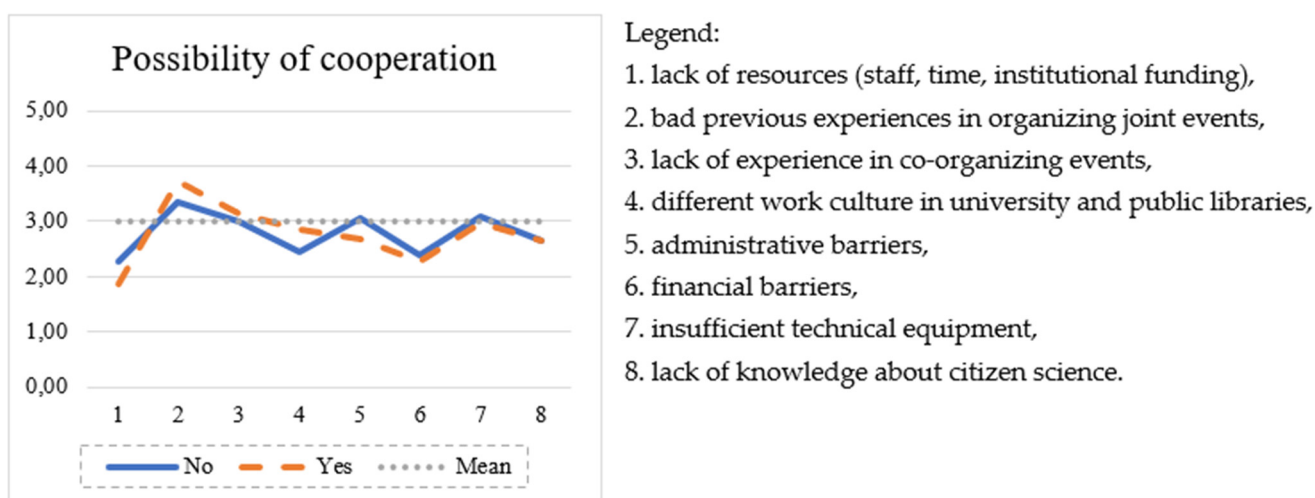 Possibility of cooperation
5,00
4,00
3,00
2,00
1,00
0,00
1 2 3 4 5 6 7 8
No Yes Mean
Legend:
1. lack of resources (staff, time, institutional funding),
2. bad previous experiences in organizing joint events,
3. lack of experience in co-organizing events,
4. different work culture in university and public libraries,
5. administrative barriers,
6. financial barriers,
7. insufficient technical equipment,
8. lack of knowledge about citizen science.